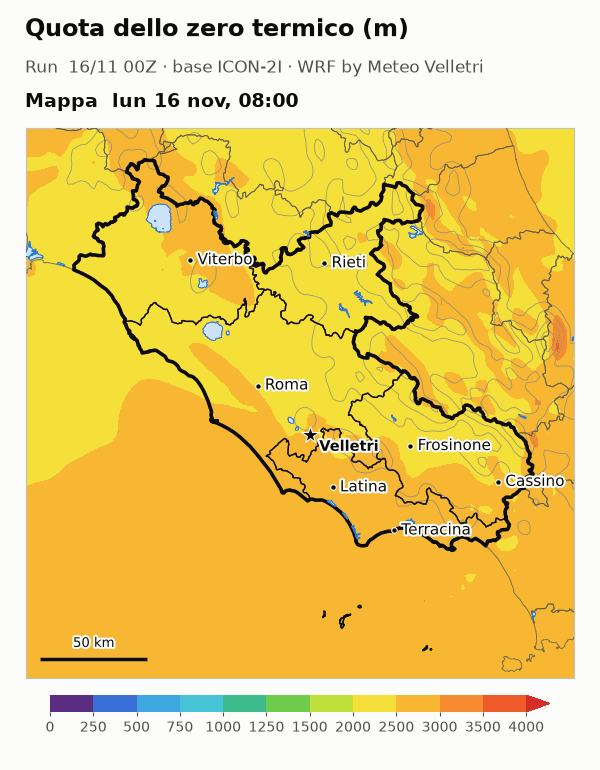 Quota dello zero termico (m)
Run 16/11 00Z · base ICON-2I · WRF by Meteo Velletri
Mappa lun 16 nov, 08:00
Viterbo
Rieti
Roma
Velletri
Frosinone
Cassino
Latina
Terracina
50 km
0 250 500 750 1000 1250 1500 2000 2500 3000 3500 4000